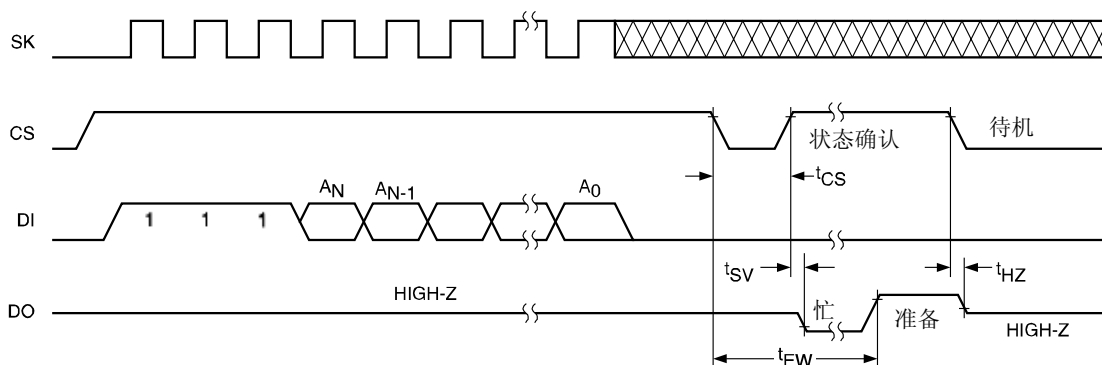 SK
CS
状态确认
待机
tCS
AN
AN-1
A0
DI
1 1 1
tSV
tHZ
HIGH-Z
忙
准备
DO
HIGH-Z
tEW